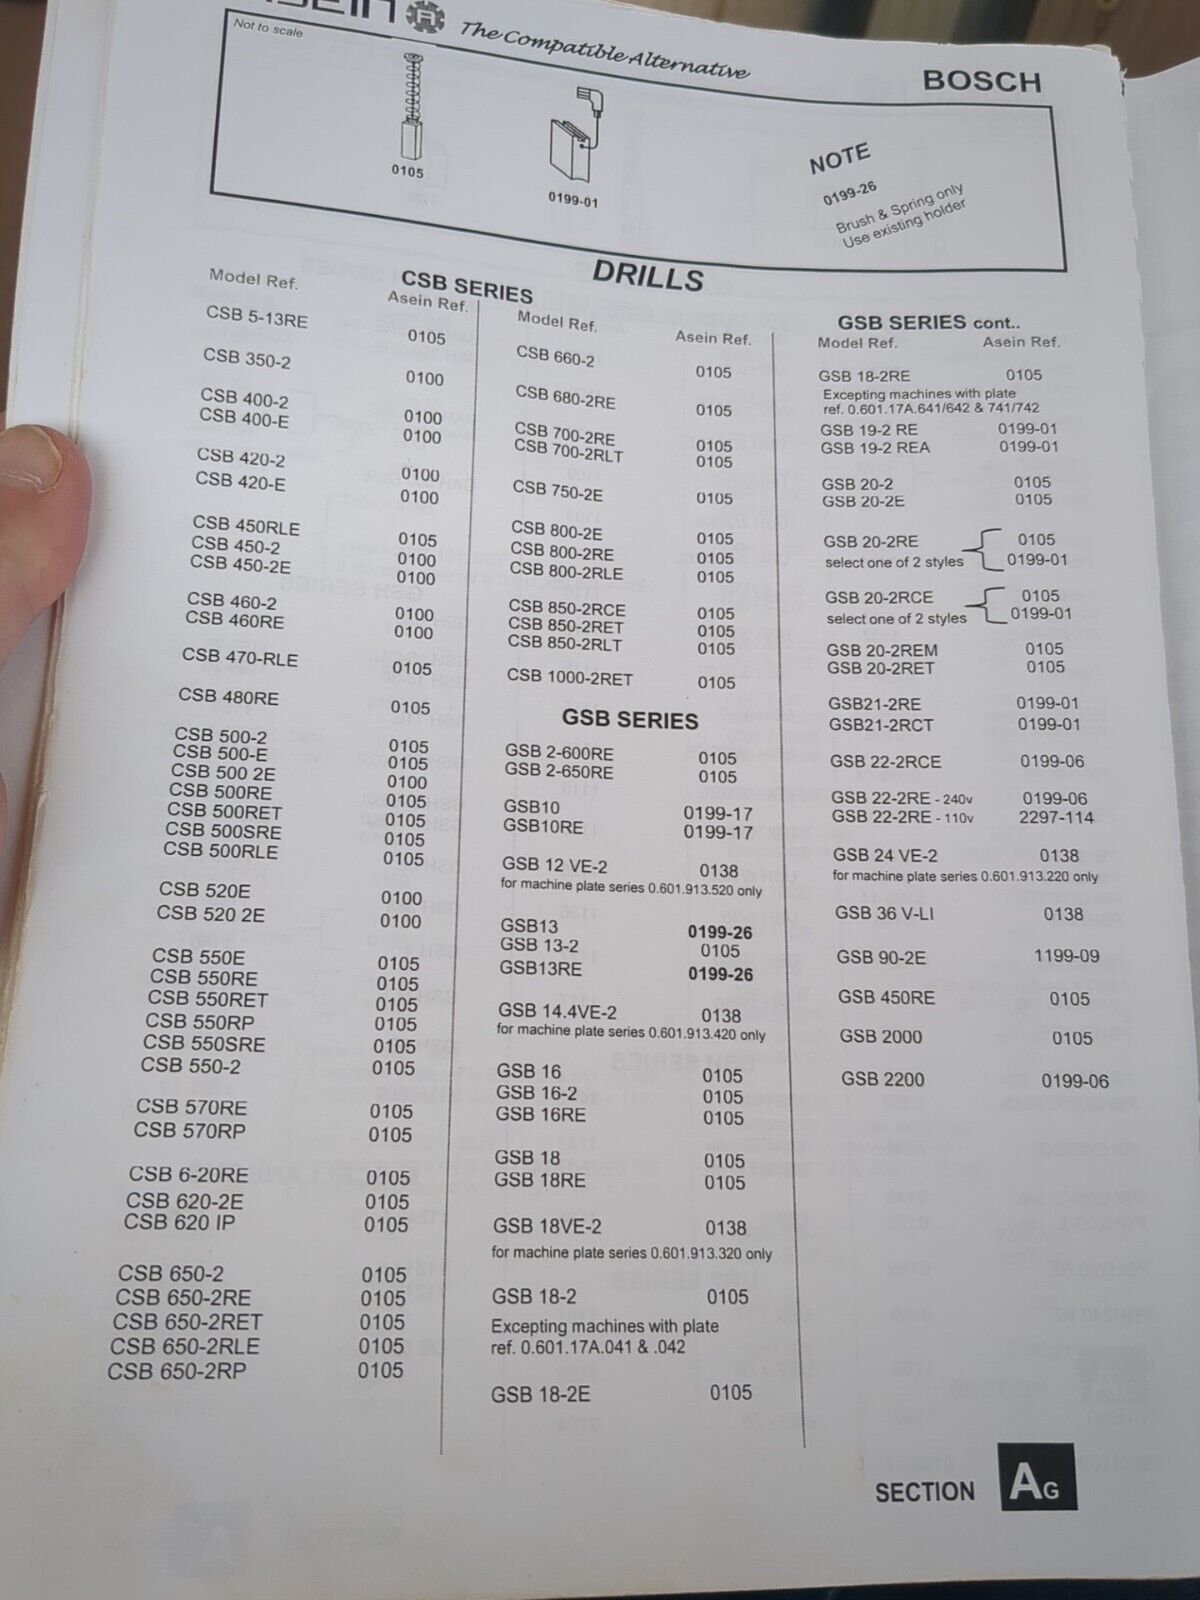 The Compatible Alternative
BOSCH
Not to scale
0105
0199-01
NOTE
0199-26
Brush & Spring only
Use existing holder
DRILLS
CSB SERIES
Model Ref. Asein Ref.
CSB 5-13RE 0105
CSB 350-2 0100
CSB 400-2 0100
CSB 400-E 0100
CSB 420-2 0100
CSB 420-E 0100
CSB 450RLE 0105
CSB 450-2 0100
CSB 450-2E 0100
CSB 460-2 0100
CSB 460RE 0100
CSB 470-RLE 0105
CSB 480RE 0105
CSB 500-2 0105
CSB 500-E 0105
CSB 500 2E 0100
CSB 500RE 0105
CSB 500RET 0105
CSB 500SRE 0105
CSB 500RLE 0105
CSB 520E 0100
CSB 520 2E 0100
CSB 550E 0105
CSB 550RE 0105
CSB 550RET 0105
CSB 550RP 0105
CSB 550SRE 0105
CSB 550-2 0105
CSB 570RE 0105
CSB 570RP 0105
CSB 6-20RE 0105
CSB 620-2E 0105
CSB 620 IP 0105
CSB 650-2 0105
CSB 650-2RE 0105
CSB 650-2RET 0105
CSB 650-2RLE 0105
CSB 650-2RP 0105
Model Ref. Asein Ref.
CSB 660-2 0105
CSB 680-2RE 0105
CSB 700-2RE 0105
CSB 700-2RLT 0105
CSB 750-2E 0105
CSB 800-2E 0105
CSB 800-2RE 0105
CSB 800-2RLE 0105
CSB 850-2RCE 0105
CSB 850-2RET 0105
CSB 850-2RLT 0105
CSB 1000-2RET 0105
GSB SERIES
GSB 2-600RE 0105
GSB 2-650RE 0105
GSB10 0199-17
GSB10RE 0199-17
GSB 12 VE-2 0138
for machine plate series 0.601.913.520 only
GSB13 0199-26
GSB 13-2 0105
GSB13RE 0199-26
GSB 14.4VE-2 0138
for machine plate series 0.601.913.420 only
GSB 16 0105
GSB 16-2 0105
GSB 16RE 0105
GSB 18 0105
GSB 18RE 0105
GSB 18VE-2 0138
for machine plate series 0.601.913.320 only
GSB 18-2 0105
Excepting machines with plate
ref. 0.601.17A.041 & .042
GSB 18-2E 0105
GSB SERIES cont..
Model Ref. Asein Ref.
GSB 18-2RE 0105
Excepting machines with plate
ref. 0.601.17A.641/642 & 741/742
GSB 19-2 RE 0199-01
GSB 19-2 REA 0199-01
GSB 20-2 0105
GSB 20-2E 0105
GSB 20-2RE 0105
select one of 2 styles 0199-01
GSB 20-2RCE 0105
select one of 2 styles 0199-01
GSB 20-2REM 0105
GSB 20-2RET 0105
GSB21-2RE 0199-01
GSB21-2RCT 0199-01
GSB 22-2RCE 0199-06
GSB 22-2RE - 240v 0199-06
GSB 22-2RE - 110v 2297-114
GSB 24 VE-2 0138
for machine plate series 0.601.913.220 only
GSB 36 V-LI 0138
GSB 90-2E 1199-09
GSB 450RE 0105
GSB 2000 0105
GSB 2200 0199-06
SECTION AG